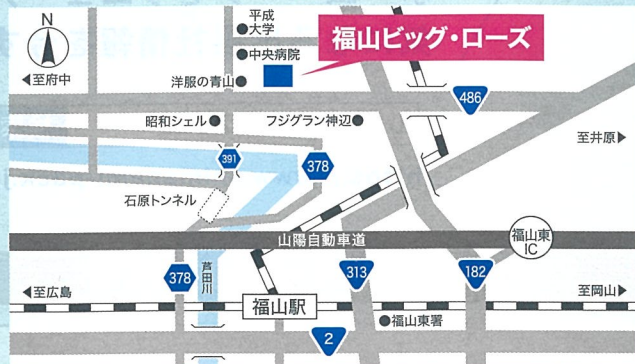 N
平成
大学
中央病院
福山ビッグ・ローズ
至府中
洋服の青山
486
昭和シェル
フジグラン神辺
至井原
391
378
石原トンネル
山陽自動車道
福山東
IC
378
芦田川
313
182
至広島
福山駅
至岡山
福山東署
2